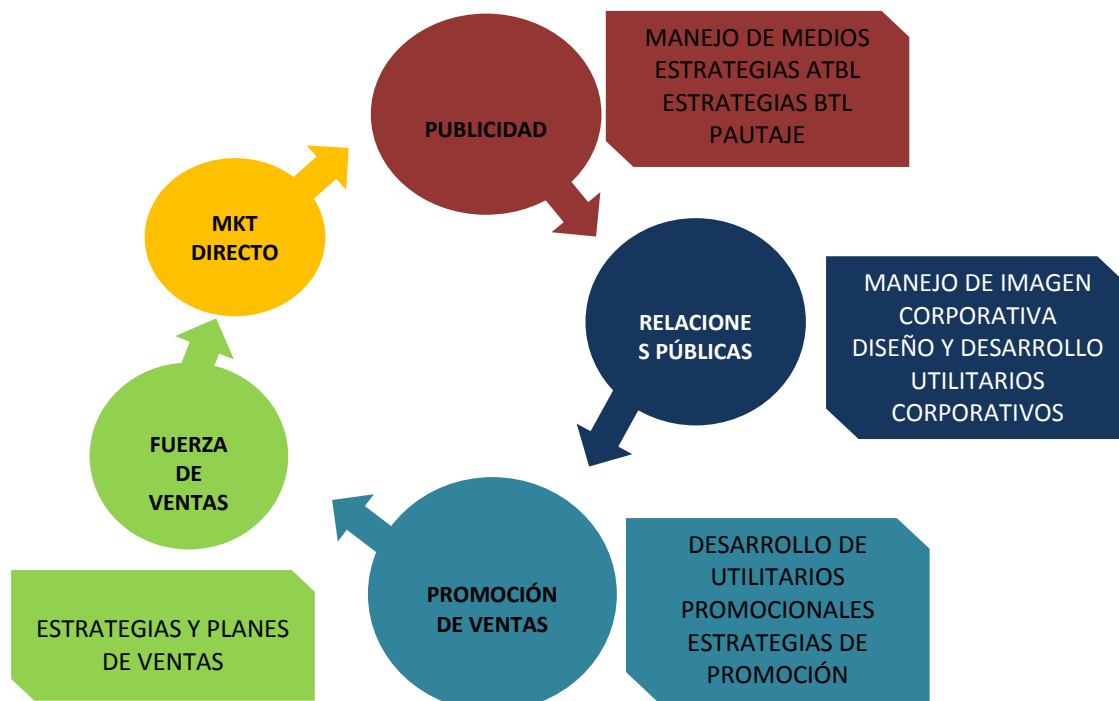 MANEJO DE MEDIOS
ESTRATEGIAS ATBL
ESTRATEGIAS BTL
PAUTAJE
PUBLICIDAD
MKT
DIRECTO
RELACIONE
S PÚBLICAS
MANEJO DE IMAGEN
CORPORATIVA
DISEÑO Y DESARROLLO
UTILITARIOS
CORPORATIVOS
FUERZA
DE
VENTAS
ESTRATEGIAS Y PLANES
DE VENTAS
PROMOCIÓN
DE VENTAS
DESARROLLO DE
UTILITARIOS
PROMOCIONALES
ESTRATEGIAS DE
PROMOCIÓN